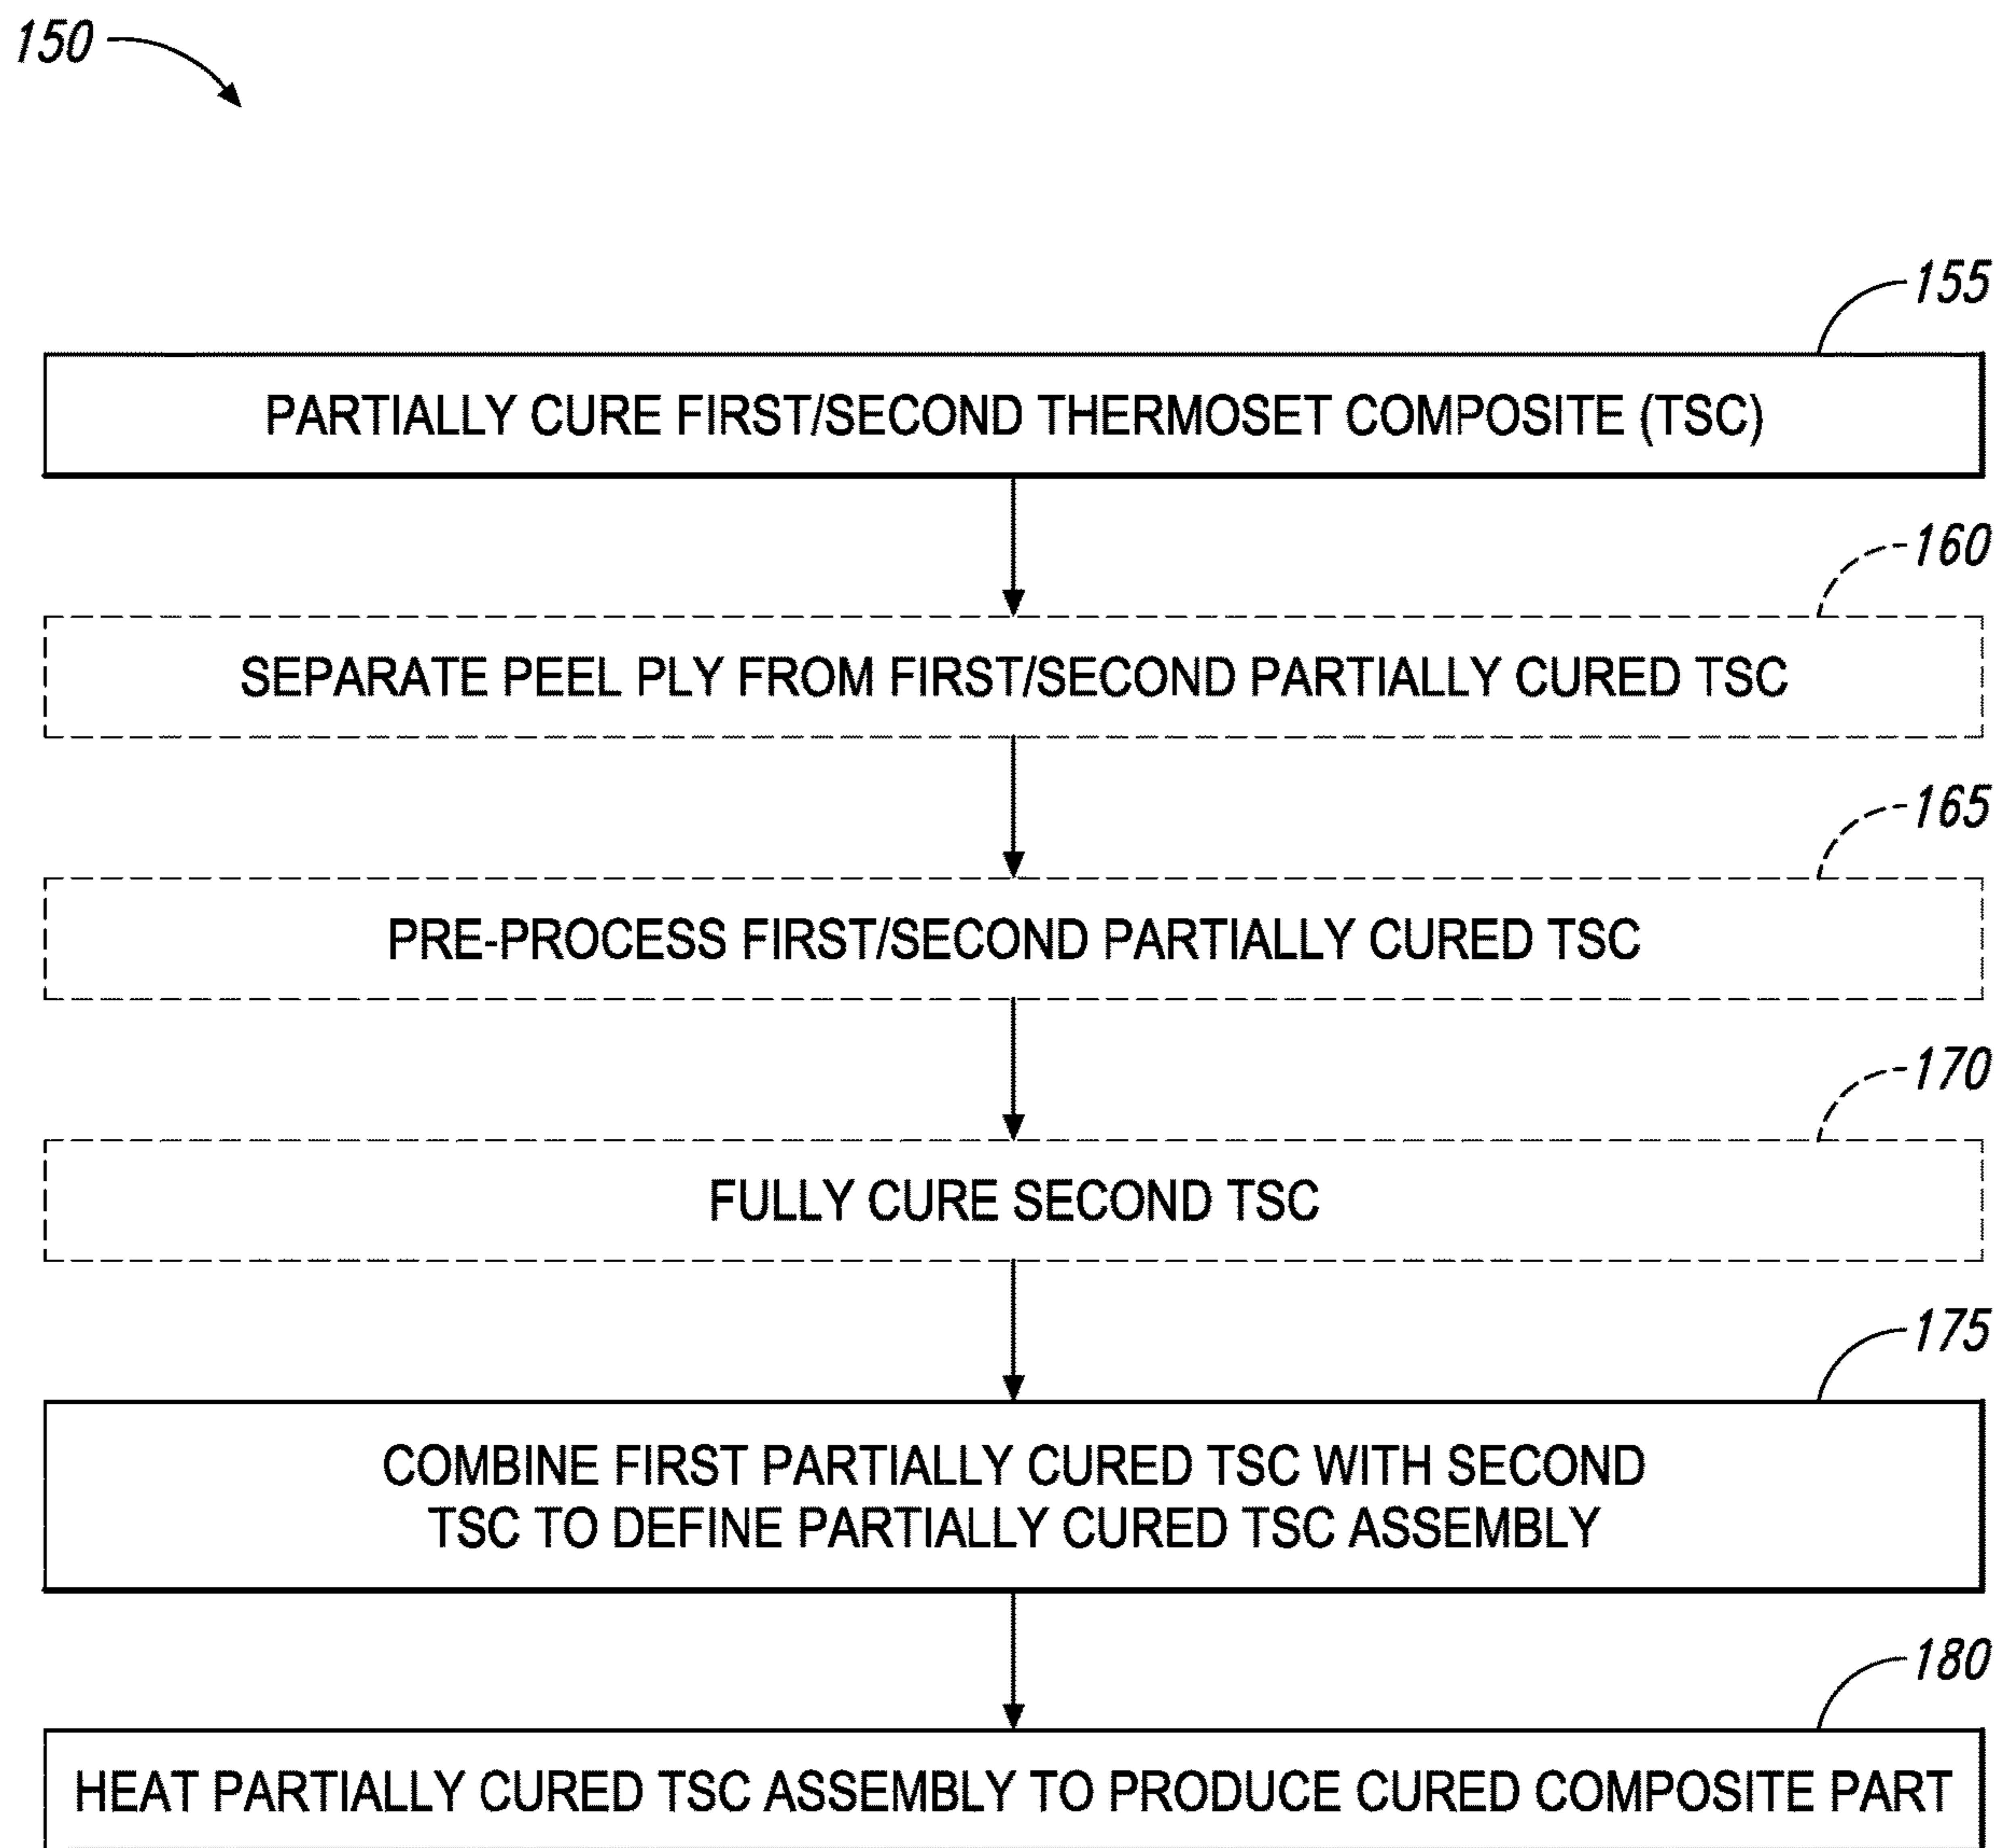 150
155
PARTIALLY CURE FIRST/SECOND THERMOSET COMPOSITE (TSC)
160
SEPARATE PEEL PLY FROM FIRST/SECOND PARTIALLY CURED TSC
165
PRE-PROCESS FIRST/SECOND PARTIALLY CURED TSC
170
FULLY CURE SECOND TSC
175
COMBINE FIRST PARTIALLY CURED TSC WITH SECOND
TSC TO DEFINE PARTIALLY CURED TSC ASSEMBLY
180
HEAT PARTIALLY CURED TSC ASSEMBLY TO PRODUCE CURED COMPOSITE PART